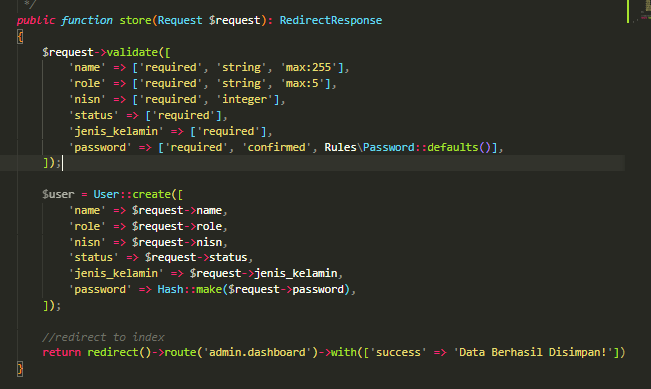 */
public function store(Request $request): RedirectResponse
{
$request->validate([
'name' => ['required', 'string', 'max:255'],
'role' => ['required', 'string', 'max:5'],
'nisn' => ['required', 'integer'],
'status' => ['required'],
'jenis_kelamin' => ['required'],
'password' => ['required', 'confirmed', Rules\Password::defaults()],
]);
$user = User::create([
'name' => $request->name,
'role' => $request->role,
'nisn' => $request->nisn,
'status' => $request->status,
'jenis_kelamin' => $request->jenis_kelamin,
'password' => Hash::make($request->password),
]);
//redirect to index
return redirect()->route('admin.dashboard')->with(['success' => 'Data Berhasil Disimpan!'])
}